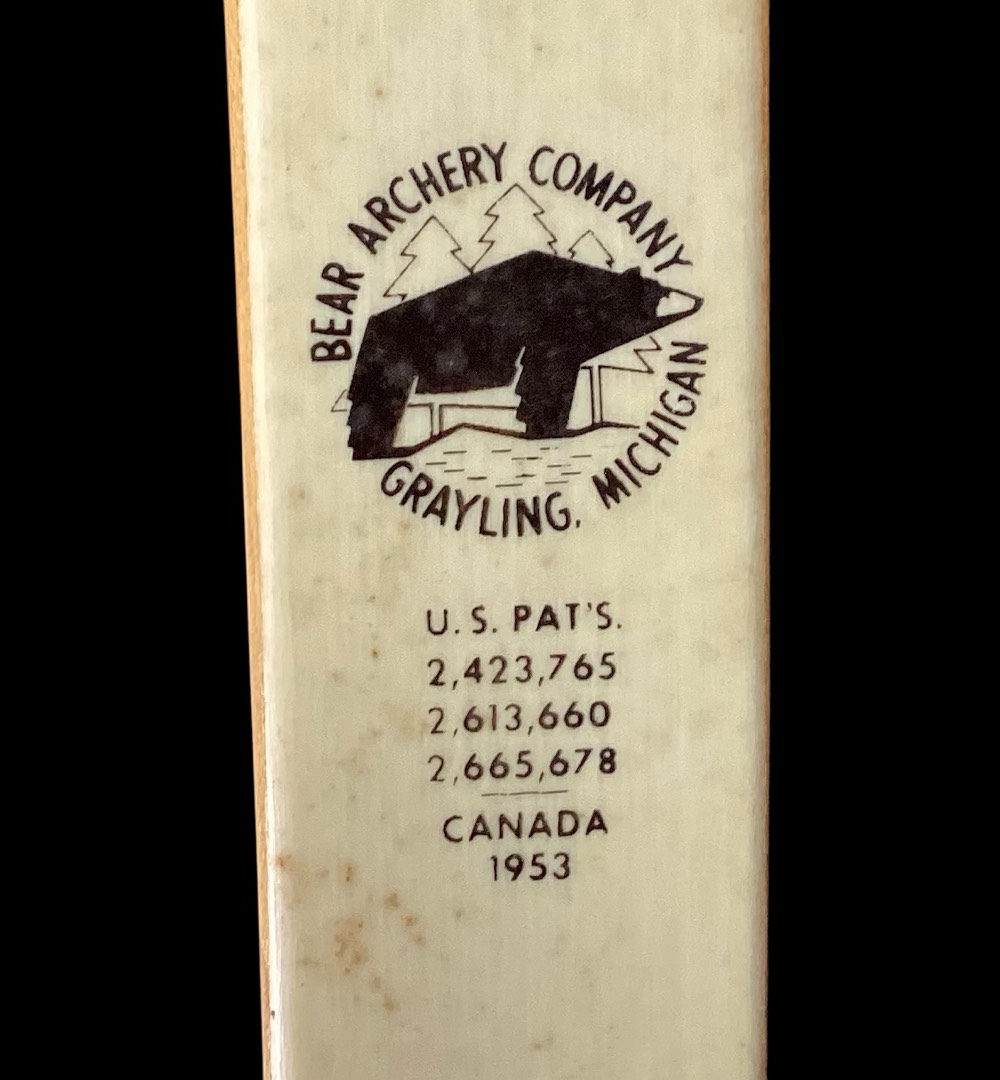 BEAR ARCHERY COMPANY
GRAYLING, MICHIGAN
U.S. PAT'S.
2,423,765
2,613,660
2,665,678
CANADA
1953